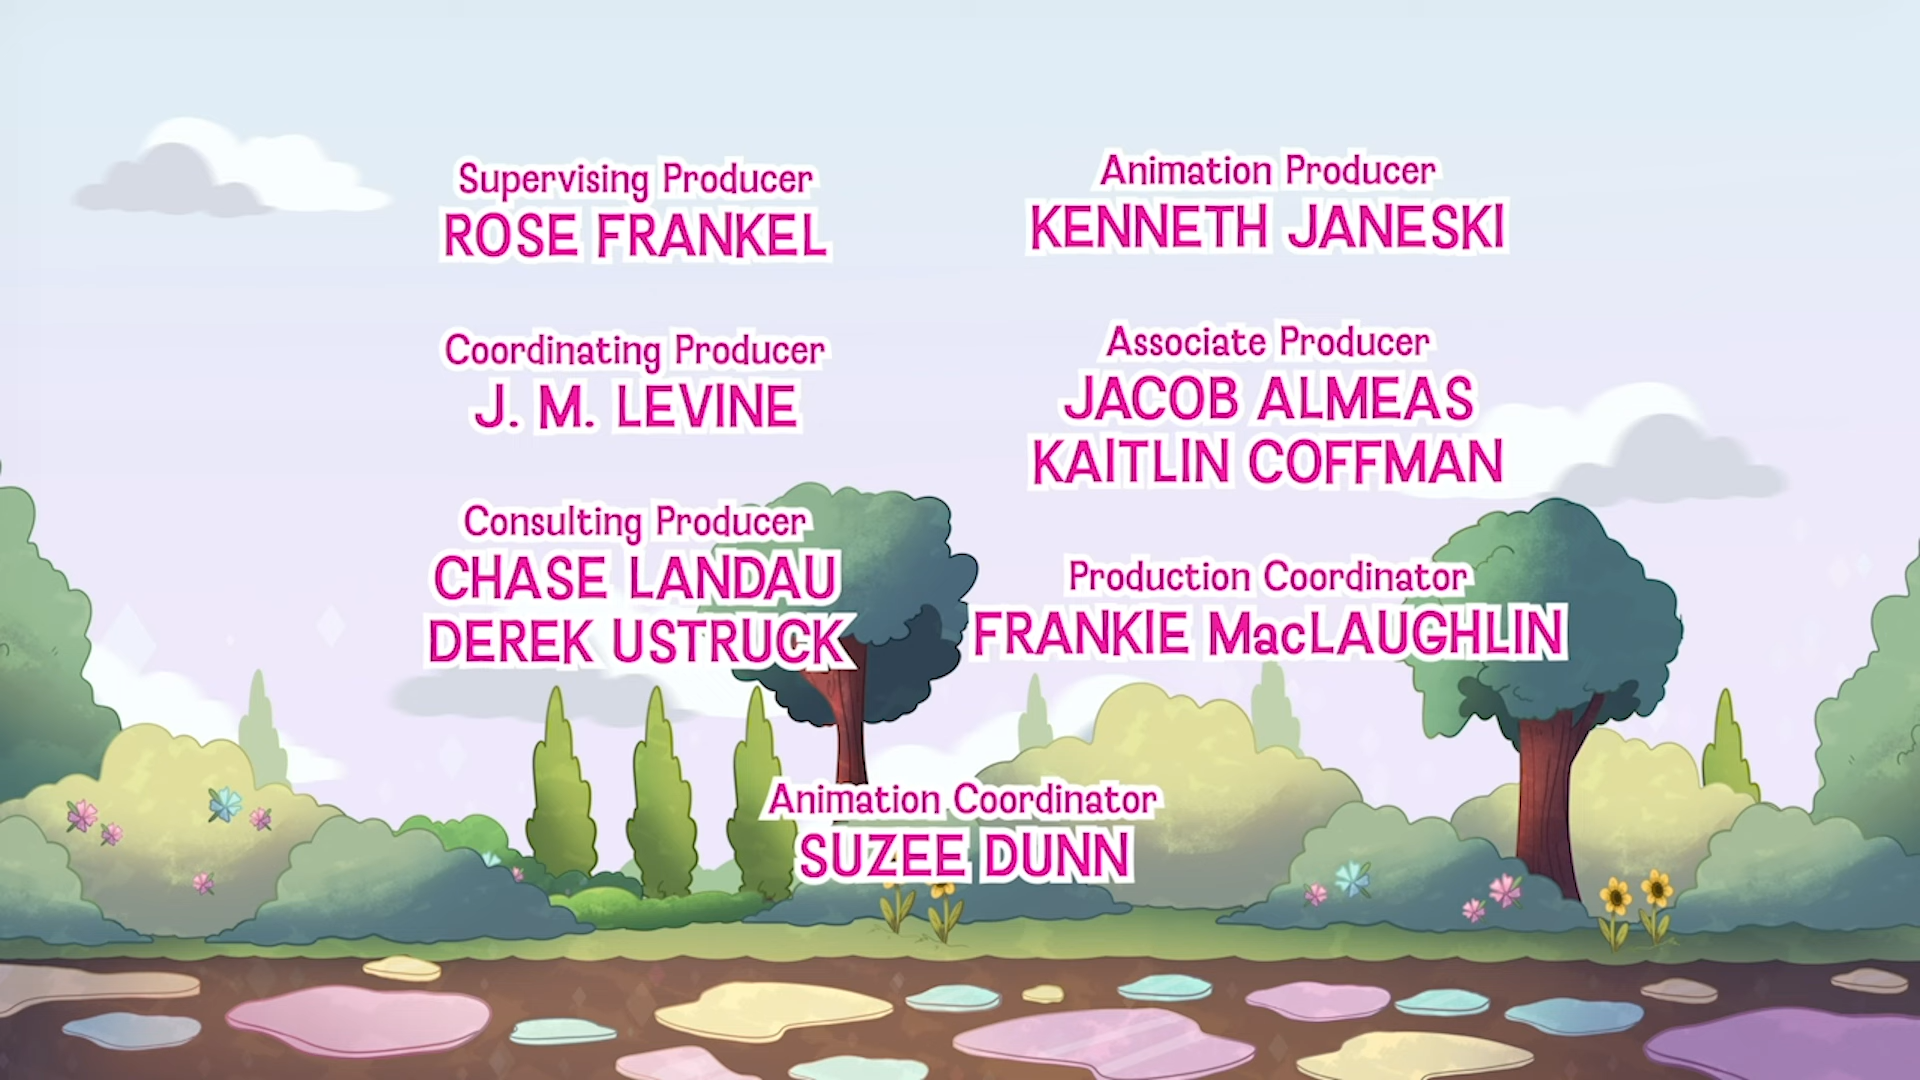 Supervising Producer
ROSE FRANKEL
Coordinating Producer
J. M. LEVINE
Consulting Producer
CHASE LANDAU
DEREK USTRUCK
Animation Producer
KENNETH JANESKI
Associate Producer
JACOB ALMEAS
KAITLIN COFFMAN
Production Coordinator
FRANKIE MacLAUGHLIN
Animation Coordinator
SUZEE DUNN